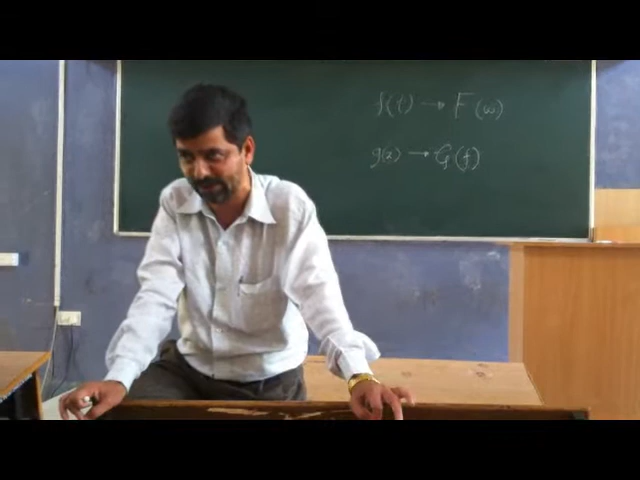 f(t) → F(ω)
g(x) → G(f)